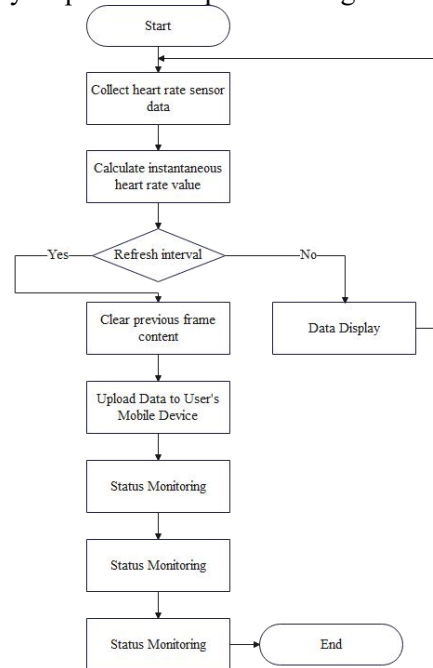 Start
Collect heart rate sensor
data
Calculate instantaneous
heart rate value
Yes
Refresh interval
No
Clear previous frame
content
Data Display
Upload Data to User's
Mobile Device
Status Monitoring
Status Monitoring
Status Monitoring
End